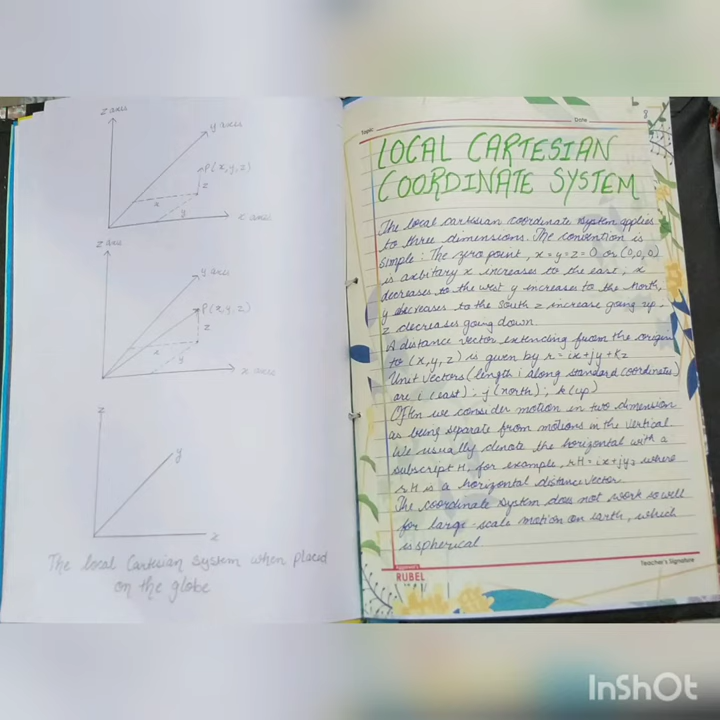 z axis
y axis
P(x,y,z)
z
x
y
x axis
z axis
y axis
P(x,y,z)
z
x
y
x axis
z
y
x
The local Cartesian System when placed
on the globe
8
Topic
Date
LOCAL CARTESIAN
COORDINATE SYSTEM
The local cartesian coordinate system applies
to three dimensions. The convention is
simple: The zero point, x=y=z=0 or (0,0,0)
is axbitary x increases to the east, x
decreases to the west y increases to the north,
y decreases to the south z increase going up.
z decreases going down.
A distance vector extending from the origin
to (x,y,z) is given by r=ix+jy+kz
Unit vectors (length i along standard coordinates)
are i (east); j (north); k (up)
Often we consider motion in two dimension
as being separate from motions in the vertical.
We usually denote the horizontal with a
subscript H, for example, rH=ix+jy, where
rH is a horizontal distance vector.
The coordinate system does not work so well
for large-scale motion on earth, which
is spherical.
RUBEL
Teacher's Signature
InShOt